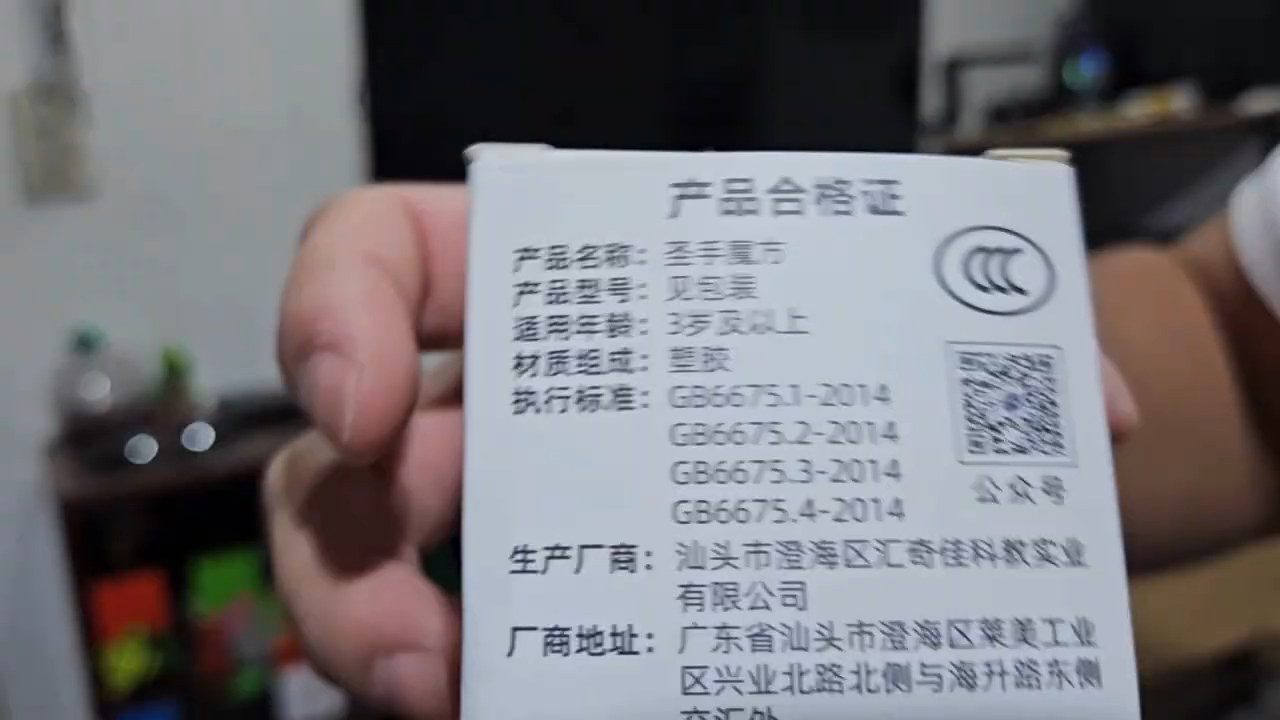 产品合格证
产品名称：圣手魔方
产品型号：见包装
适用年龄：3岁及以上
材质组成：塑胶
执行标准：GB6675.1-2014
GB6675.2-2014
GB6675.3-2014
GB6675.4-2014
公众号
生产厂商：汕头市澄海区汇奇佳科教实业
有限公司
厂商地址：广东省汕头市澄海区莱美工业
区兴业北路北侧与海升路东侧
交汇处